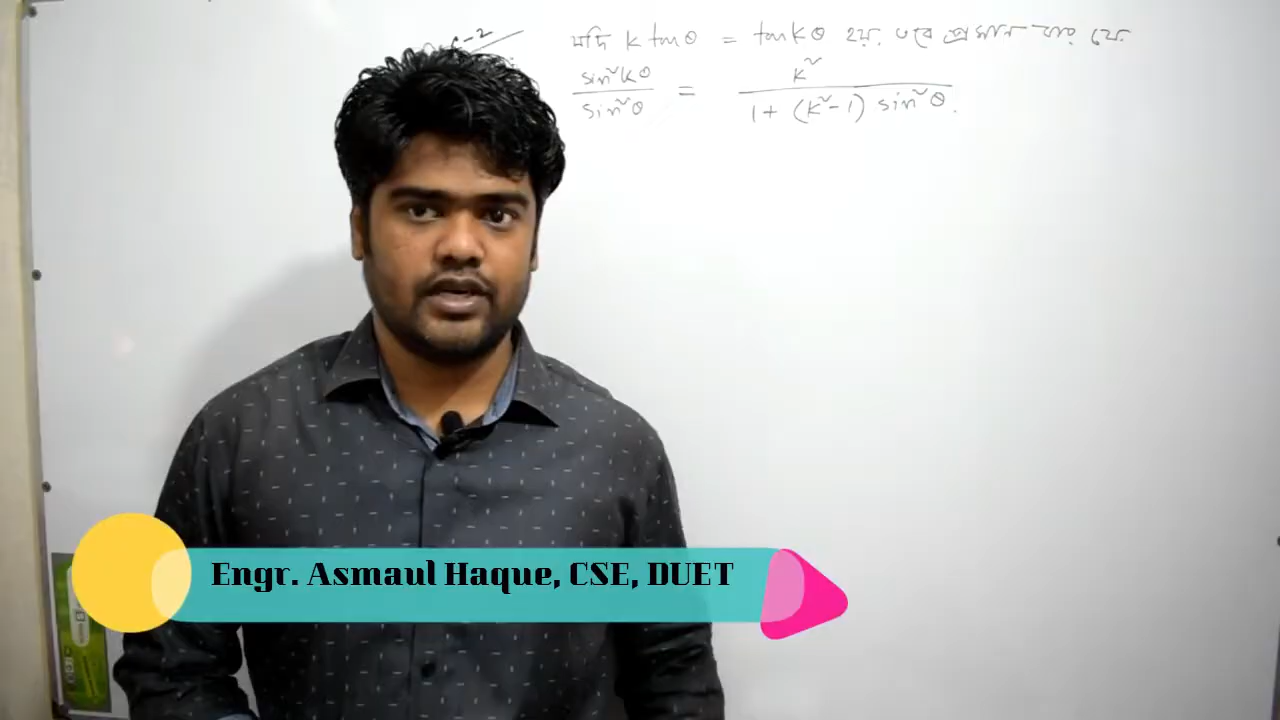 যদি k tanθ = tankθ হয়. তবে প্রমান কর যে.
sin²kθ / sin²θ = k² / 1 + (k²-1) sin²θ.
Engr. Asmaul Haque, CSE, DUET